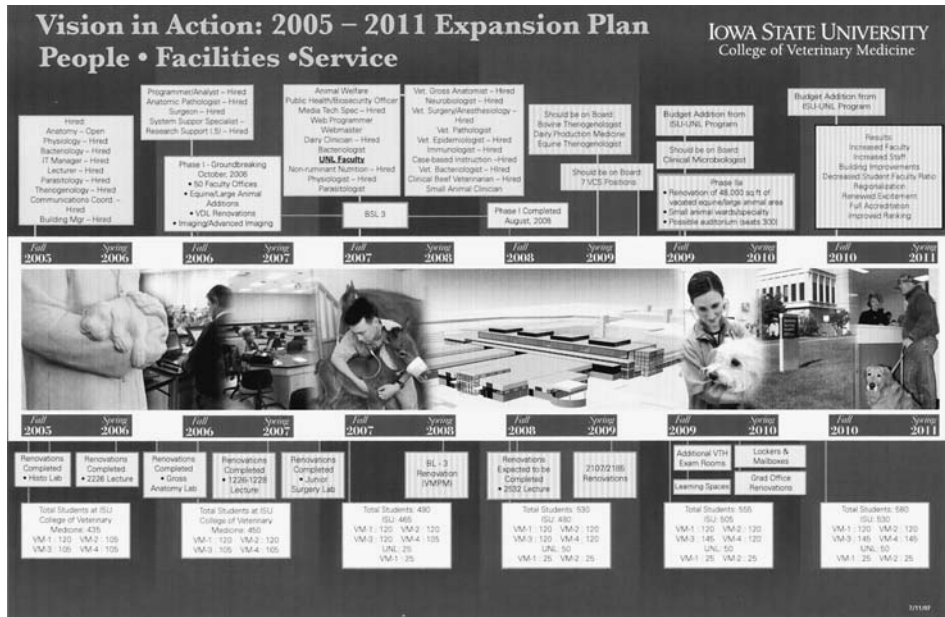 Vision in Action: 2005 – 2011 Expansion Plan
People • Facilities •Service
IOWA STATE UNIVERSITY
College of Veterinary Medicine
Hired:
Anatomy – Open
Physiology – Hired
Bacteriology – Hired
IT Manager – Hired
Lecturer – Hired
Parasitology – Hired
Theriogenology – Hired
Communications Coord. –
Hired
Building Mgr – Hired
Programmer/Analyst – Hired
Anatomic Pathologist – Hired
Surgeon – Hired
System Suppor Specialist –
Research Support (.5) – Hired
Phase I - Groundbreaking
October, 2006
• 50 Faculty Offices
• Equine/Large Animal
Additions
• VDL Renovations
• Imaging/Advanced Imaging
Animal Welfare
Public Health/Biosecurity Officer
Media Tech Spec – Hired
Web Programmer
Webmaster
Dairy Clinician – Hired
Bacteriologist
UNL Faculty
Non-ruminant Nutrition – Hired
Physiologist – Hired
Parasitologist
BSL 3
Vet. Gross Anatomist – Hired
Neurobiologist – Hired
Vet. Surgery/Anesthesiology –
Hired
Vet. Pathologist
Vet. Epidemiologist – Hired
Immunologist – Hired
Case-based instruction –Hired
Vet. Bacteriologist – Hired
Clinical Beef Veterinarian – Hired
Small Animal Clinician
Phase I Completed
August, 2008
Should be on Board:
Bovine Theriogenologist
Dairy Production Medicine
Equine Theriogenologist
Should be on Board:
7 VCS Positions
Budget Addition from
ISU-UNL Program
Should be on Board:
Clinical Microbiologist
Phase IIa
• Renovation of 48,000 sq ft of
vacated equine/large animal area
• Small animal wards/specialty
• Possible auditorium (seats 300)
Budget Addition from
ISU-UNL Program
Results:
Increased Faculty
Increased Staff
Building Improvements
Decreased Student Faculty Ratio
Regionalization
Renewed Excitement
Full Accreditation
Improved Ranking
Fall 2005 Spring 2006
Fall 2006 Spring 2007
Fall 2007 Spring 2008
Fall 2008 Spring 2009
Fall 2009 Spring 2010
Fall 2010 Spring 2011
Fall 2005 Spring 2006
Fall 2006 Spring 2007
Fall 2007 Spring 2008
Fall 2008 Spring 2009
Fall 2009 Spring 2010
Fall 2010 Spring 2011
Renovations
Completed
• Histo Lab
Renovations
Completed
• 2226 Lecture
Renovations
Completed
• Gross
Anatomy Lab
Renovations
Completed
• 1226-1228
Lecture
Renovations
Completed
• Junior
Surgery Lab
BL - 3
Renovation
(VMPM)
Renovations
Expected to be
Completed
• 2532 Lecture
2107/2185
Renovations
Additional VTH
Exam Rooms
Lockers &
Mailboxes
Learning Spaces
Grad Office
Renovations
Total Students at ISU
College of Veterinary
Medicine: 435
VM-1 : 120 VM-2 : 105
VM-3 : 105 VM-4 : 105
Total Students at ISU
College of Veterinary
Medicine: 450
VM-1 : 120 VM-2 : 120
VM-3 : 105 VM-4 : 105
Total Students: 490
ISU: 465
VM-1 : 120 VM-2 : 120
VM-3 : 120 VM-4 : 105
UNL: 25
VM-1 : 25
Total Students: 530
ISU: 480
VM-1 : 120 VM-2 : 120
VM-3 : 120 VM-4 : 120
UNL: 50
VM-1 : 25 VM-2 : 25
Total Students: 555
ISU: 505
VM-1 : 120 VM-2 : 120
VM-3 : 145 VM-4 : 120
UNL: 50
VM-1 : 25 VM-2 : 25
Total Students: 580
ISU: 530
VM-1 : 120 VM-2 : 120
VM-3 : 145 VM-4 : 145
UNL: 50
VM-1 : 25 VM-2 : 25
7/11/07